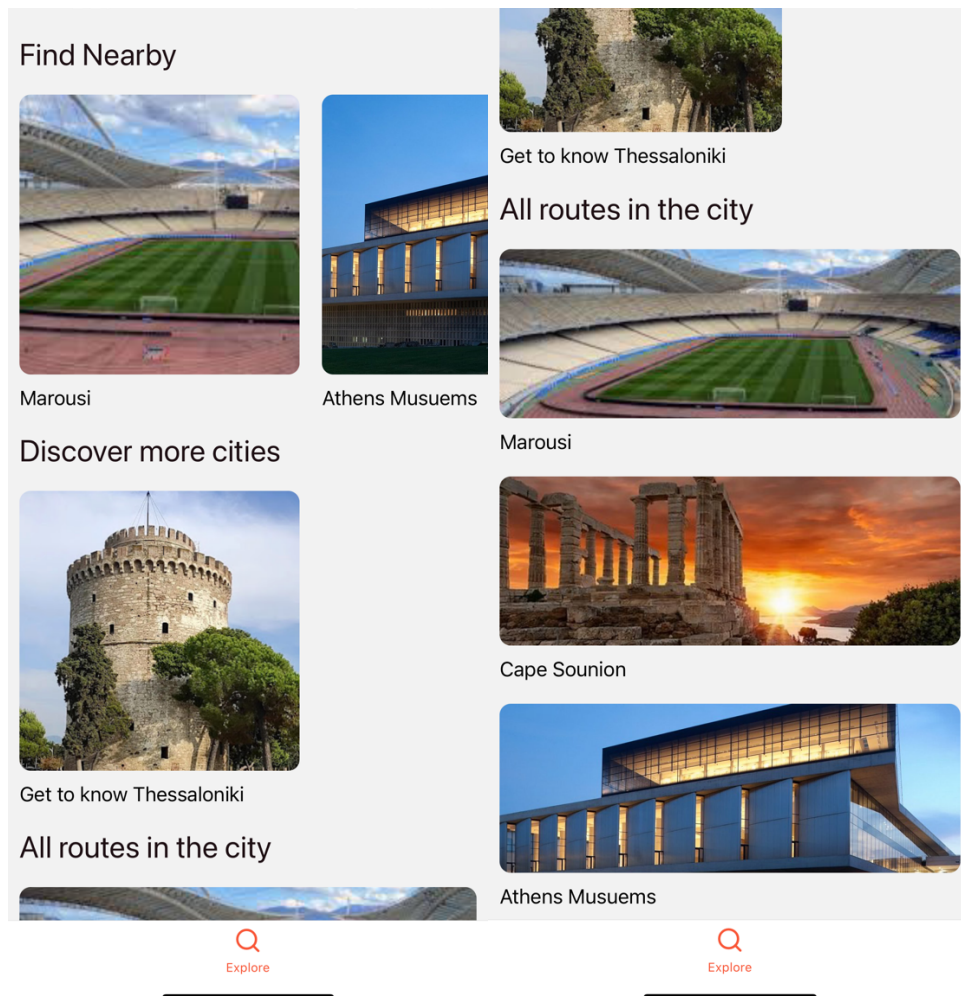 Find Nearby
Marousi
Athens Musuems
Discover more cities
Get to know Thessaloniki
All routes in the city
Explore
Get to know Thessaloniki
All routes in the city
Marousi
Cape Sounion
Athens Musuems
Explore